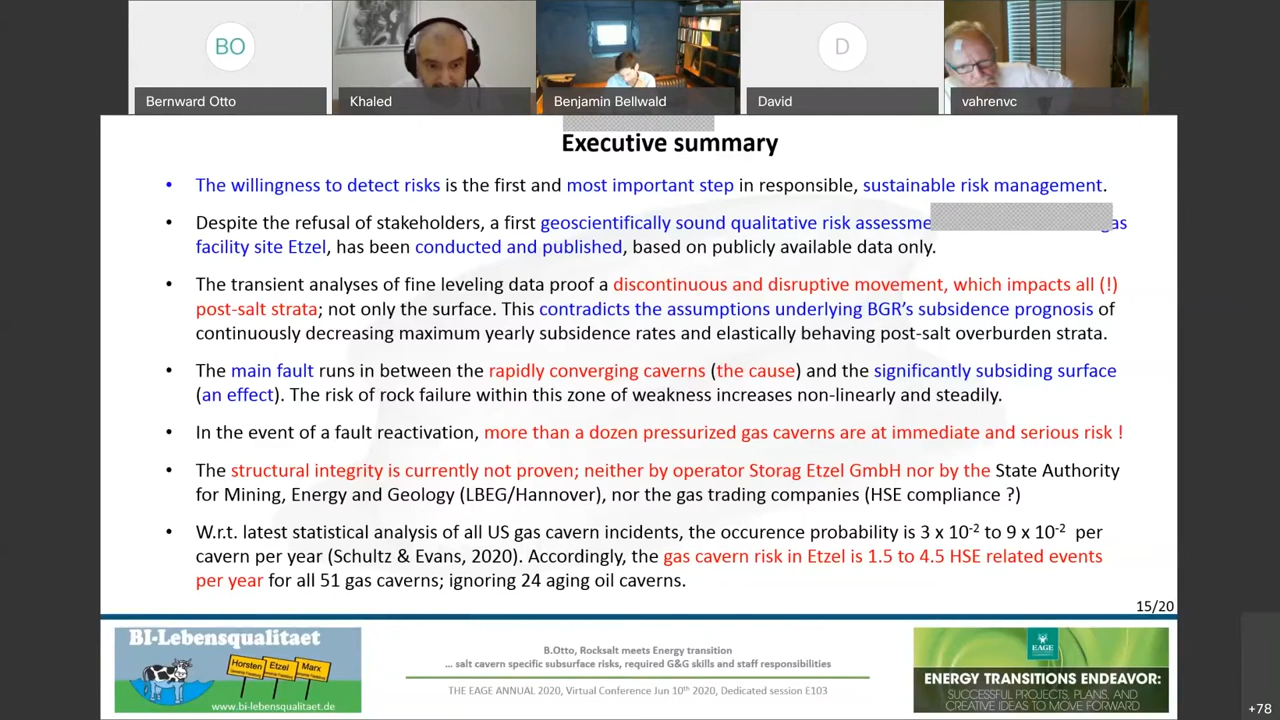 BO
D
Bernward Otto
Khaled
Benjamin Bellwald
David
vahrenvc
Executive summary
• The willingness to detect risks is the first and most important step in responsible, sustainable risk management.
• Despite the refusal of stakeholders, a first geoscientifically sound qualitative risk gas
facility site Etzel, has been conducted and published, based on publicly available data only.
• The transient analyses of fine leveling data proof a discontinuous and disruptive movement, which impacts all (!)
post-salt strata; not only the surface. This contradicts the assumptions underlying BGR's subsidence prognosis of
continuously decreasing maximum yearly subsidence rates and elastically behaving post-salt overburden strata.
• The main fault runs in between the rapidly converging caverns (the cause) and the significantly subsiding surface
(an effect). The risk of rock failure within this zone of weakness increases non-linearly and steadily.
• In the event of a fault reactivation, more than a dozen pressurized gas caverns are at immediate and serious risk !
• The structural integrity is currently not proven; neither by operator Storag Etzel GmbH nor by the State Authority
for Mining, Energy and Geology (LBEG/Hannover), nor the gas trading companies (HSE compliance ?)
• W.r.t. latest statistical analysis of all US gas cavern incidents, the occurence probability is 3 x 10⁻² to 9 x 10⁻² per
cavern per year (Schultz & Evans, 2020). Accordingly, the gas cavern risk in Etzel is 1.5 to 4.5 HSE related events
per year for all 51 gas caverns; ignoring 24 aging oil caverns.
15/20
BI-Lebensqualitaet
Horsten Etzel Marx
www.bi-lebensqualitaet.de
B.Otto, Rocksalt meets Energy transition
... salt cavern specific subsurface risks, required G&G skills and staff responsibilities
THE EAGE ANNUAL 2020, Virtual Conference Jun 10th 2020, Dedicated session E103
EAGE
ENERGY TRANSITIONS ENDEAVOR:
SUCCESSFUL PROJECTS, PLANS, AND
CREATIVE IDEAS TO MOVE FORWARD
+78